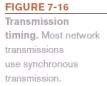 FIGURE 7-16
Transmission
timing. Most network
transmissions
use synchronous
transmission.